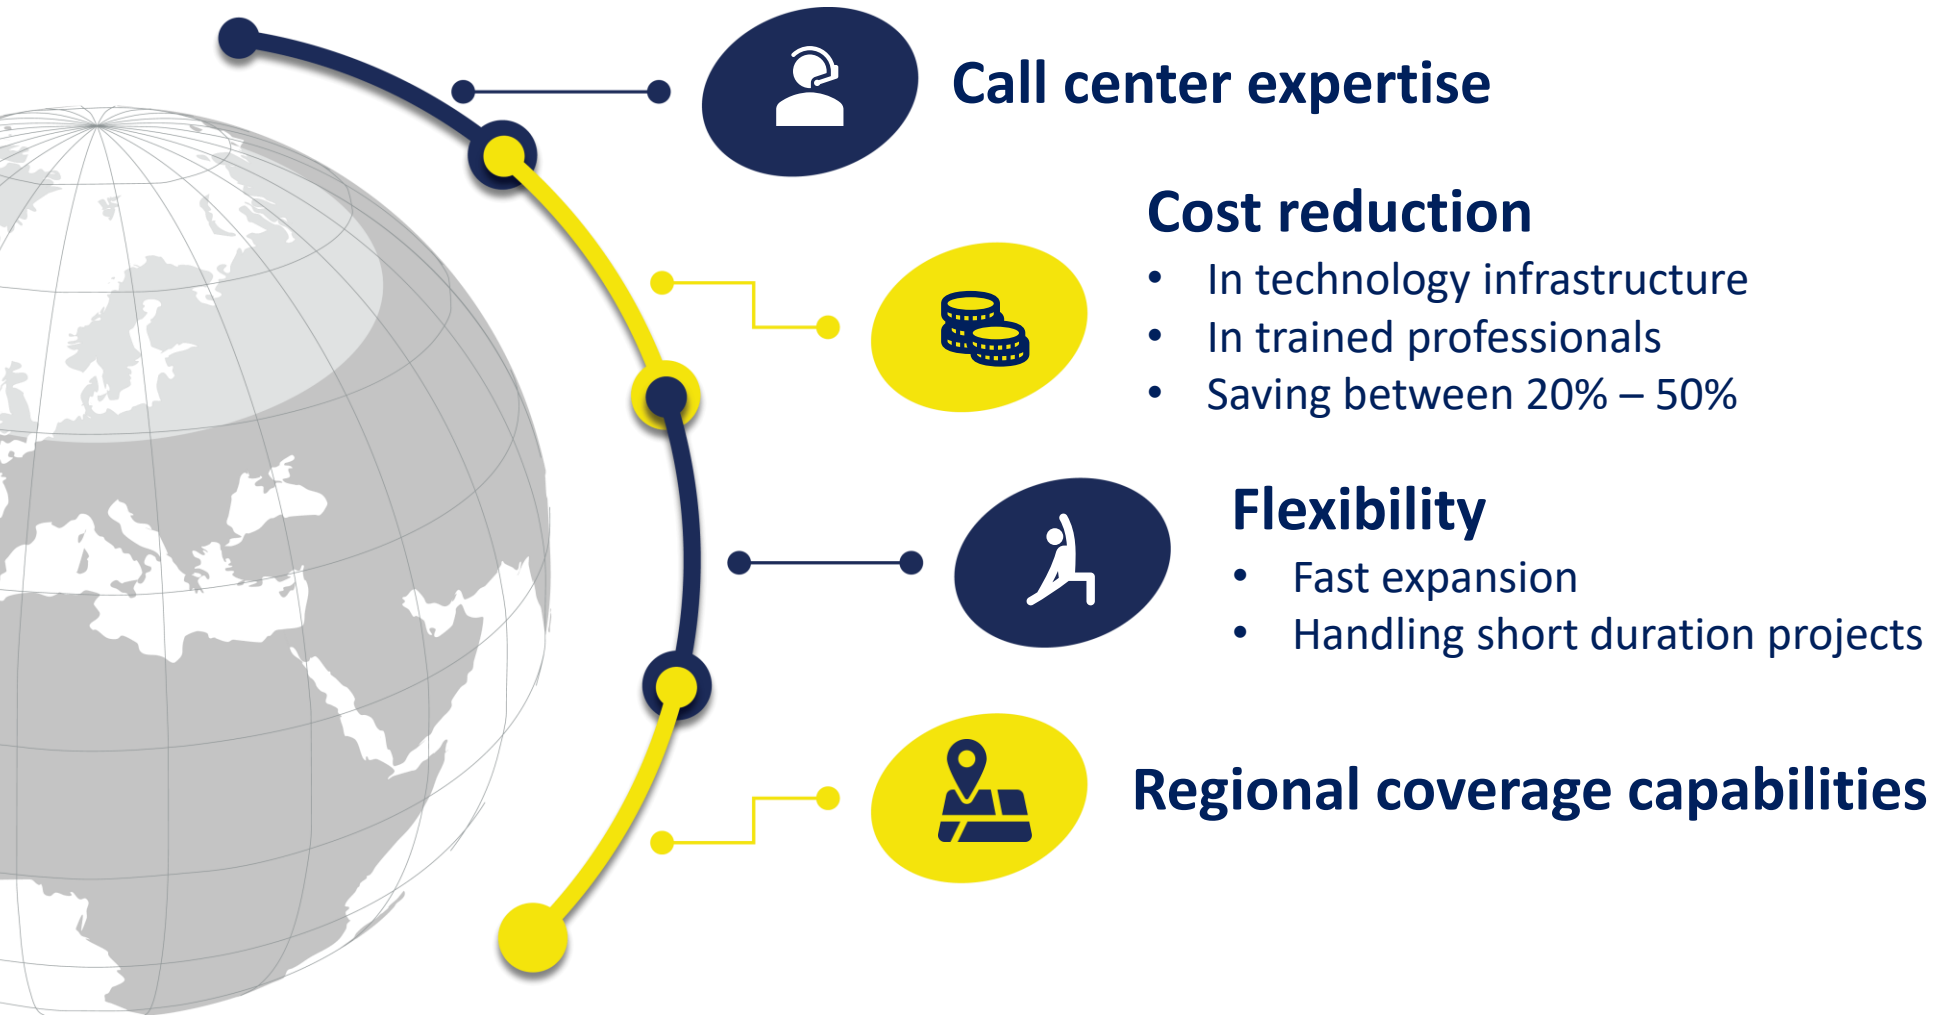 Call center expertise
Cost reduction
• In technology infrastructure
• In trained professionals
• Saving between 20% – 50%
Flexibility
• Fast expansion
• Handling short duration projects
Regional coverage capabilities